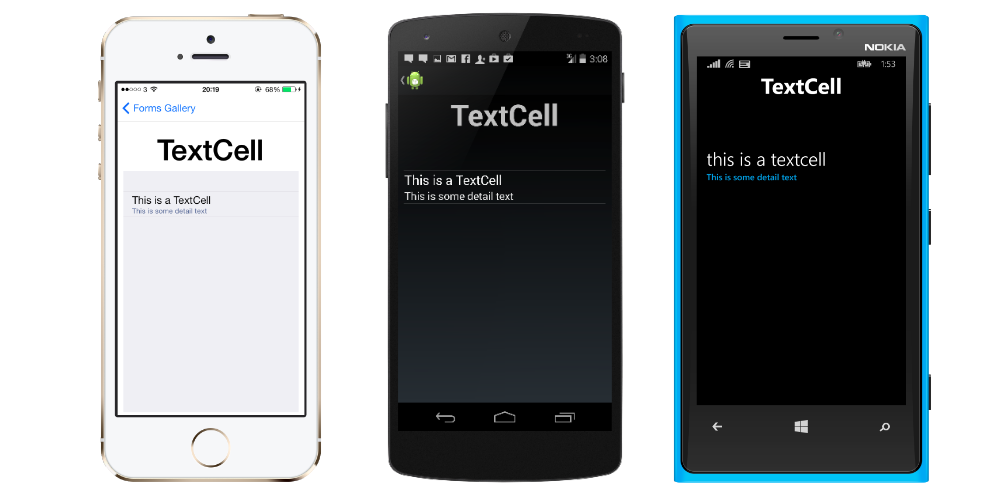 3 20:19 68%
Forms Gallery
TextCell
This is a TextCell
This is some detail text
3:08
TextCell
This is a TextCell
This is some detail text
NOKIA
1:53
TextCell
this is a textcell
This is some detail text